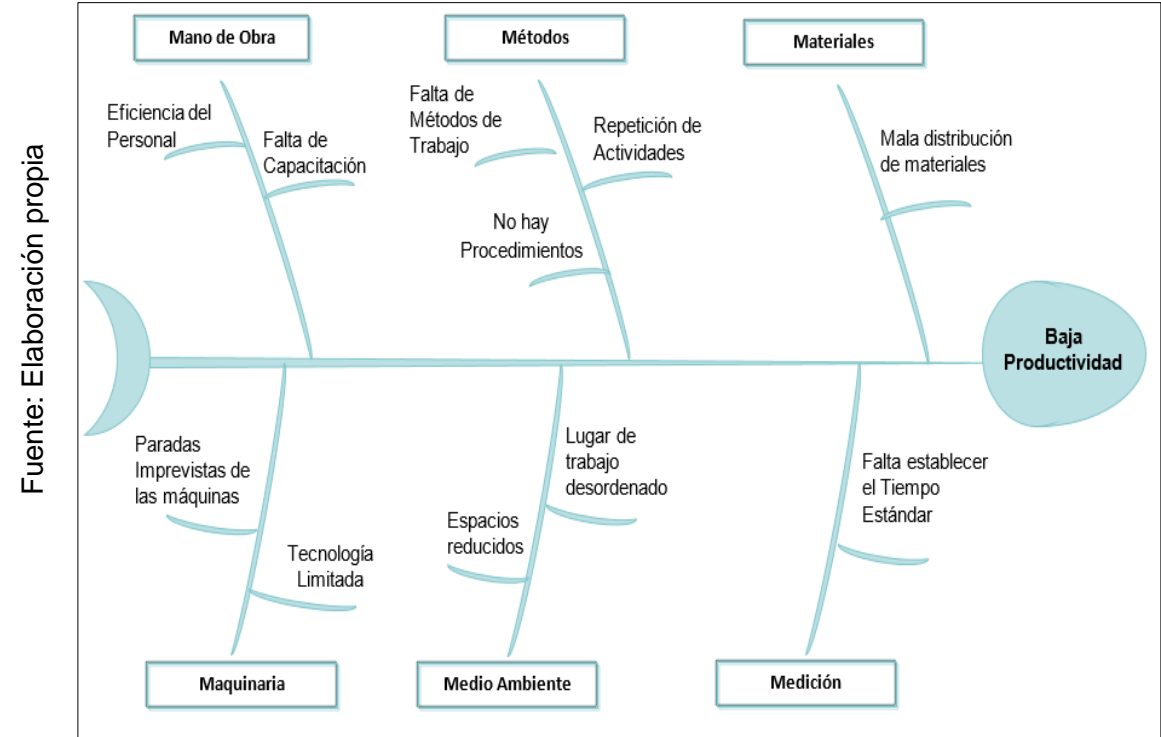 Fuente: Elaboración propia
Mano de Obra
Eficiencia del
Personal
Falta de
Capacitación
Métodos
Falta de
Métodos de
Trabajo
Repetición de
Actividades
No hay
Procedimientos
Materiales
Mala distribución
de materiales
Baja
Productividad
Paradas
Imprevistas de
las máquinas
Tecnología
Limitada
Maquinaria
Lugar de
trabajo
desordenado
Espacios
reducidos
Medio Ambiente
Falta establecer
el Tiempo
Estándar
Medición